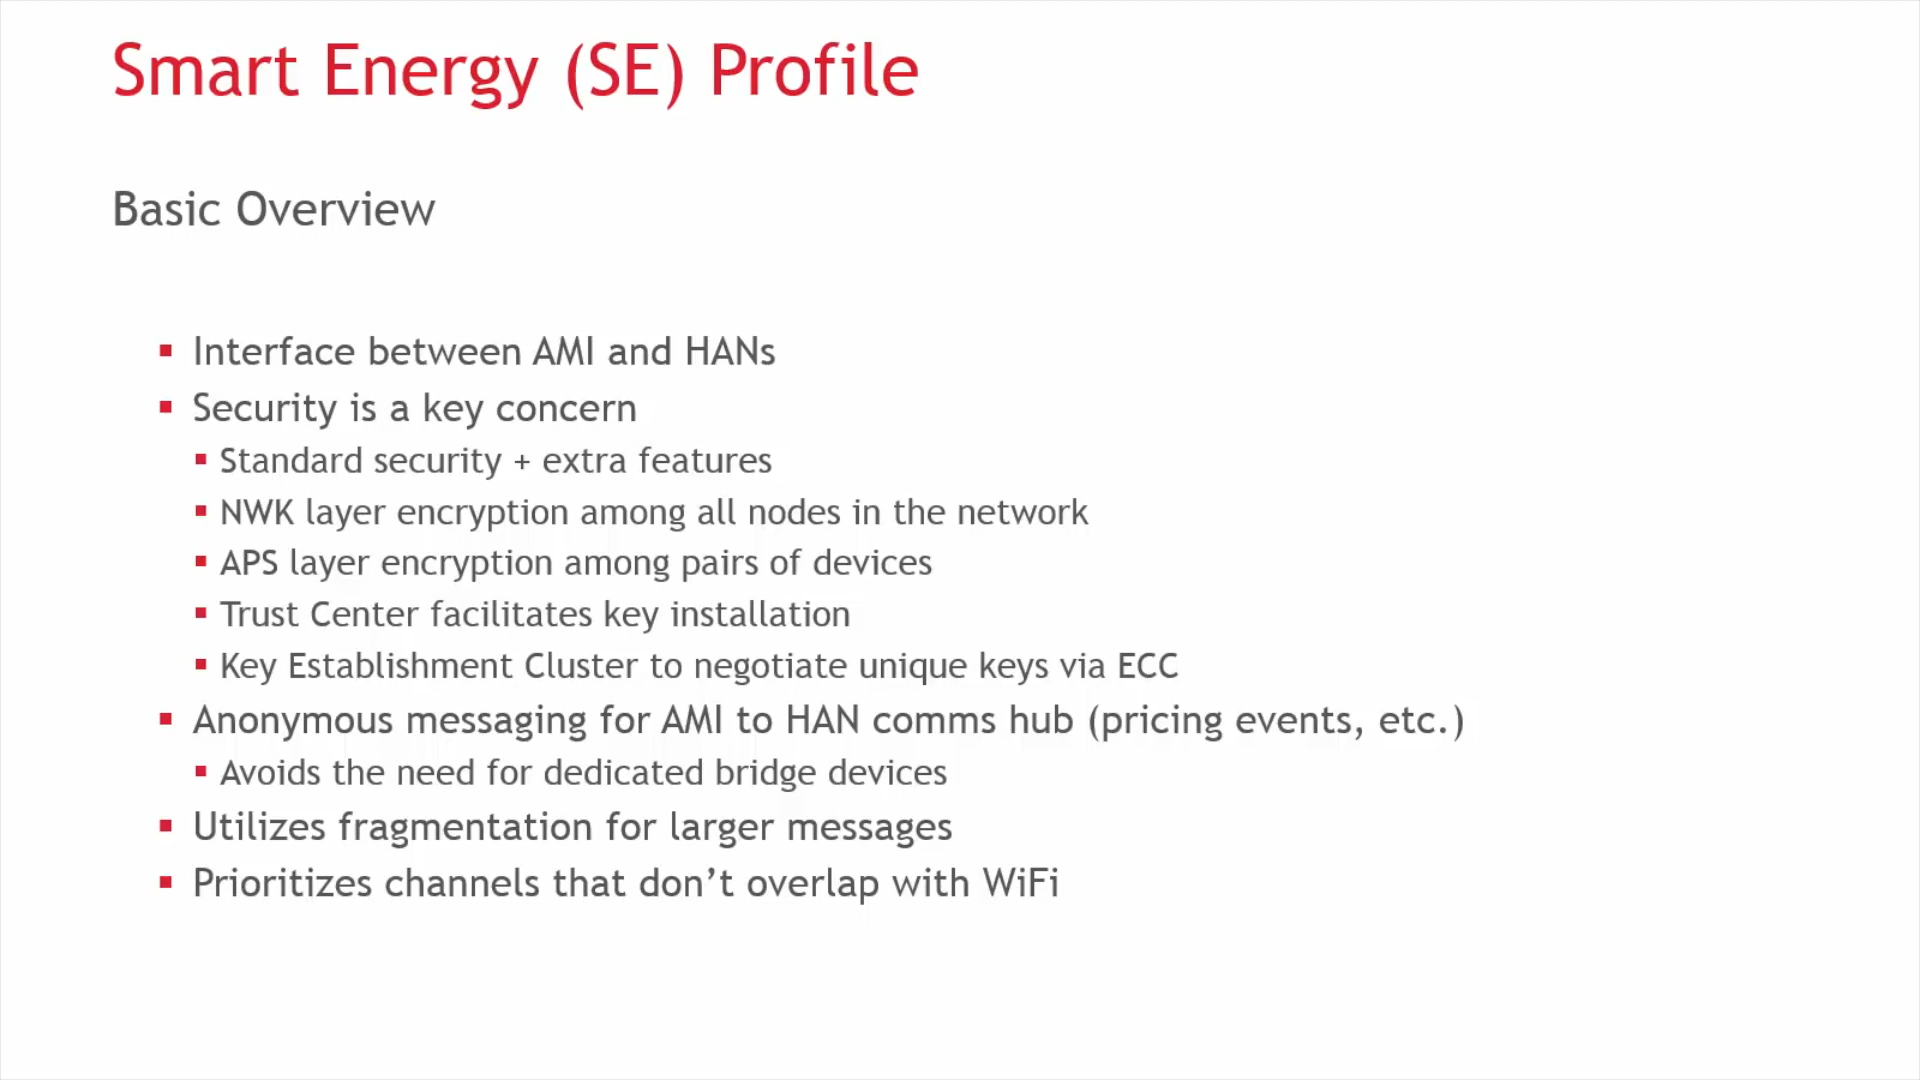 Smart Energy (SE) Profile
Basic Overview
▪ Interface between AMI and HANs
▪ Security is a key concern
▪ Standard security + extra features
▪ NWK layer encryption among all nodes in the network
▪ APS layer encryption among pairs of devices
▪ Trust Center facilitates key installation
▪ Key Establishment Cluster to negotiate unique keys via ECC
▪ Anonymous messaging for AMI to HAN comms hub (pricing events, etc.)
▪ Avoids the need for dedicated bridge devices
▪ Utilizes fragmentation for larger messages
▪ Prioritizes channels that don’t overlap with WiFi